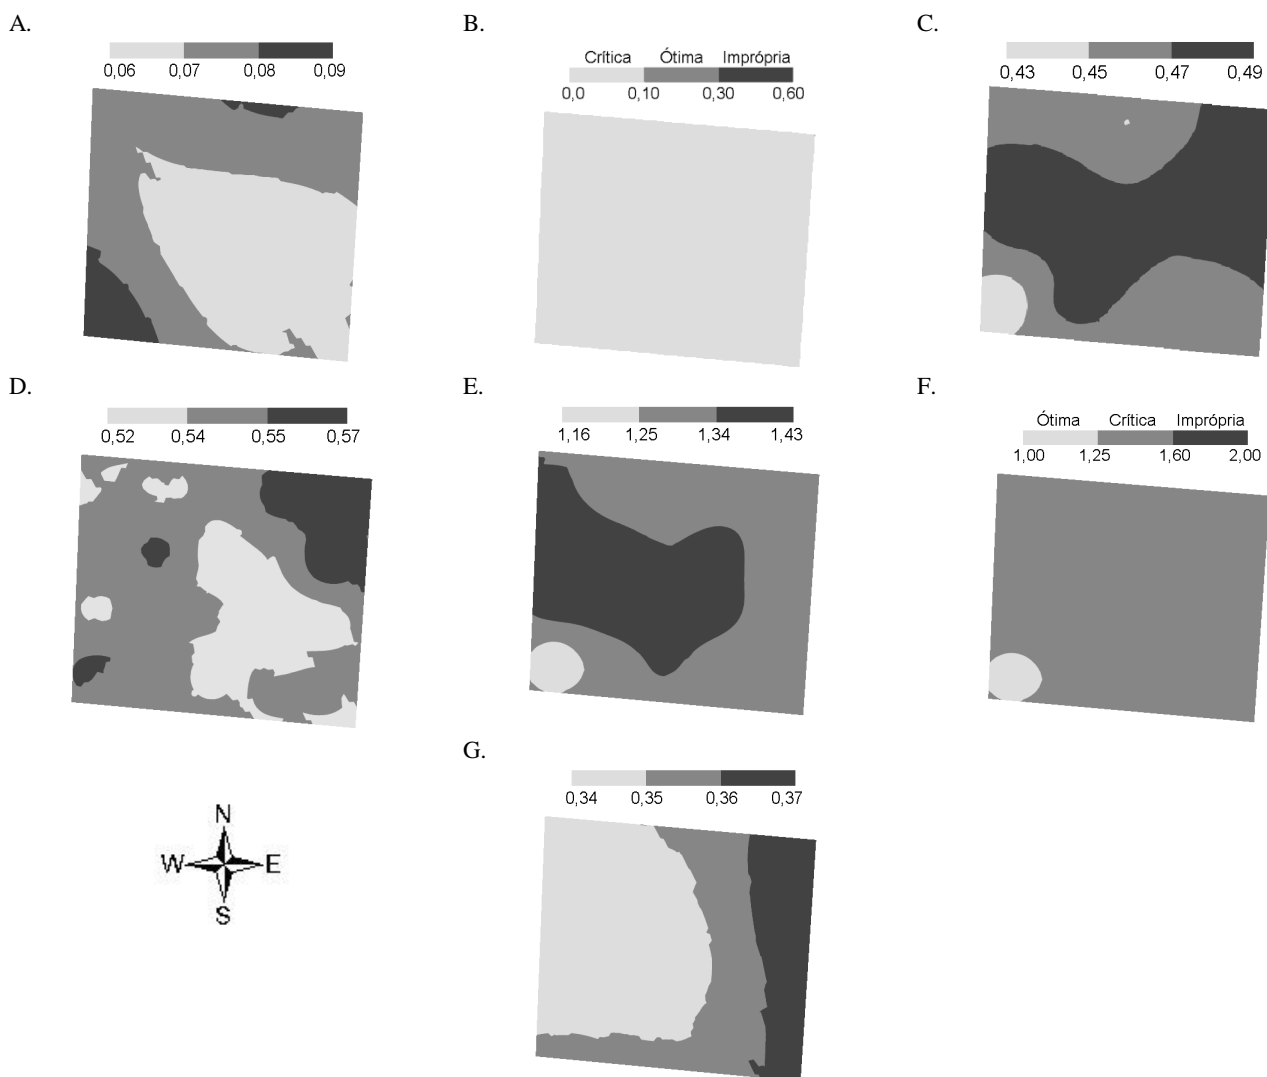 A.
B.
C.
0,06 0,07 0,08 0,09
Crítica Ótima Imprópria
0,0 0,10 0,30 0,60
0,43 0,45 0,47 0,49
D.
E.
F.
0,52 0,54 0,55 0,57
1,16 1,25 1,34 1,43
Ótima Crítica Imprópria
1,00 1,25 1,60 2,00
G.
0,34 0,35 0,36 0,37
N
W E
S